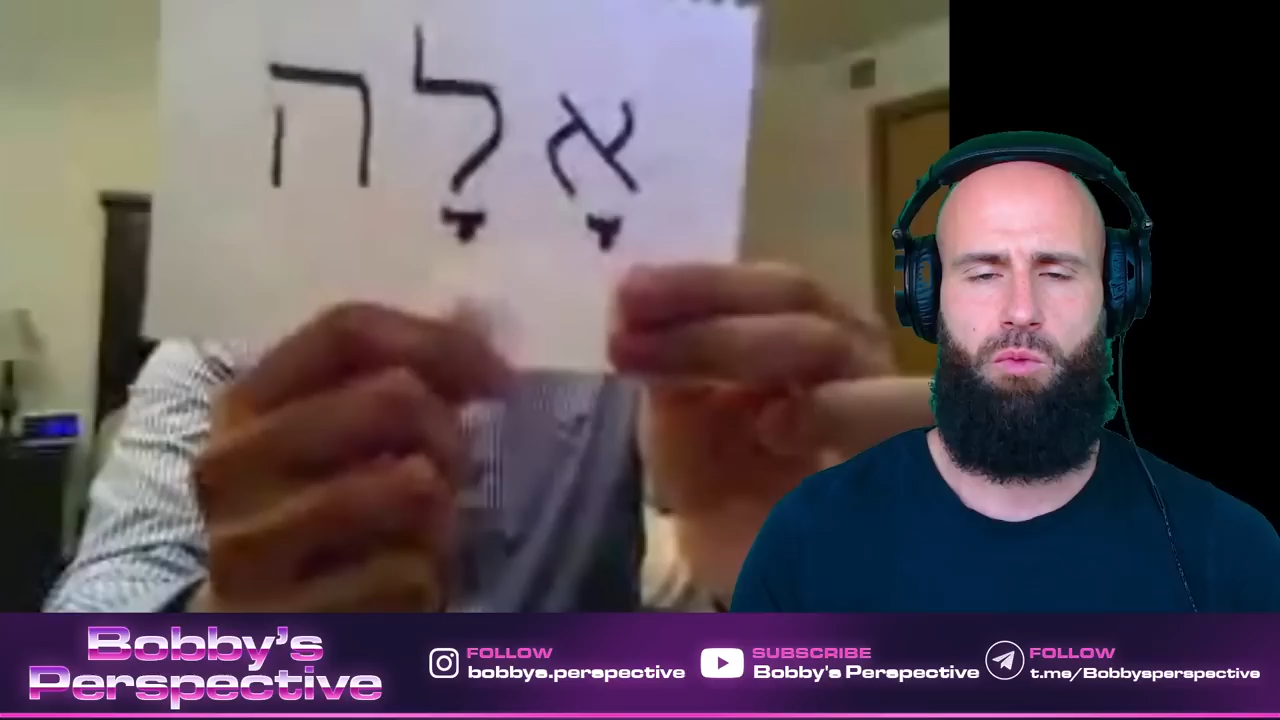 אָלָה
Bobby's
Perspective
FOLLOW
bobbys.perspective
SUBSCRIBE
Bobby's Perspective
FOLLOW
t.me/Bobbysperspective